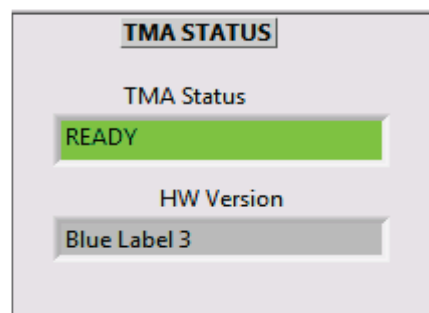 TMA STATUS
TMA Status
READY
HW Version
Blue Label 3